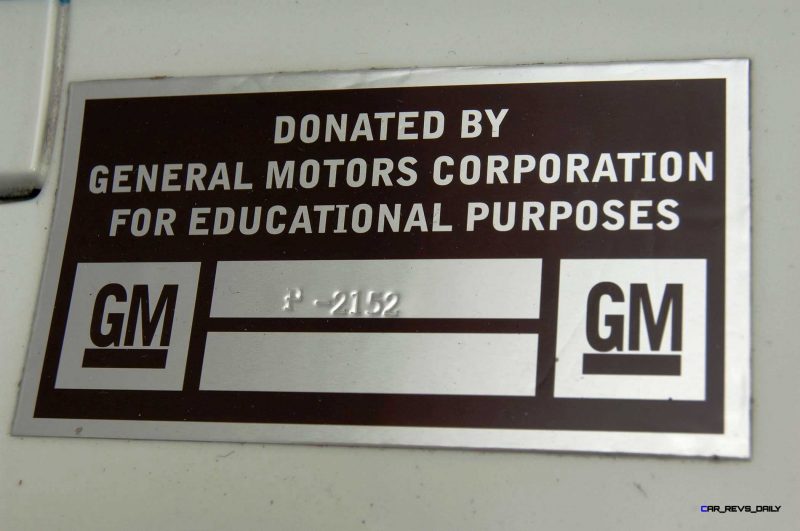 DONATED BY
GENERAL MOTORS CORPORATION
FOR EDUCATIONAL PURPOSES
GM P-2152 GM
CAR_REVS_DAILY